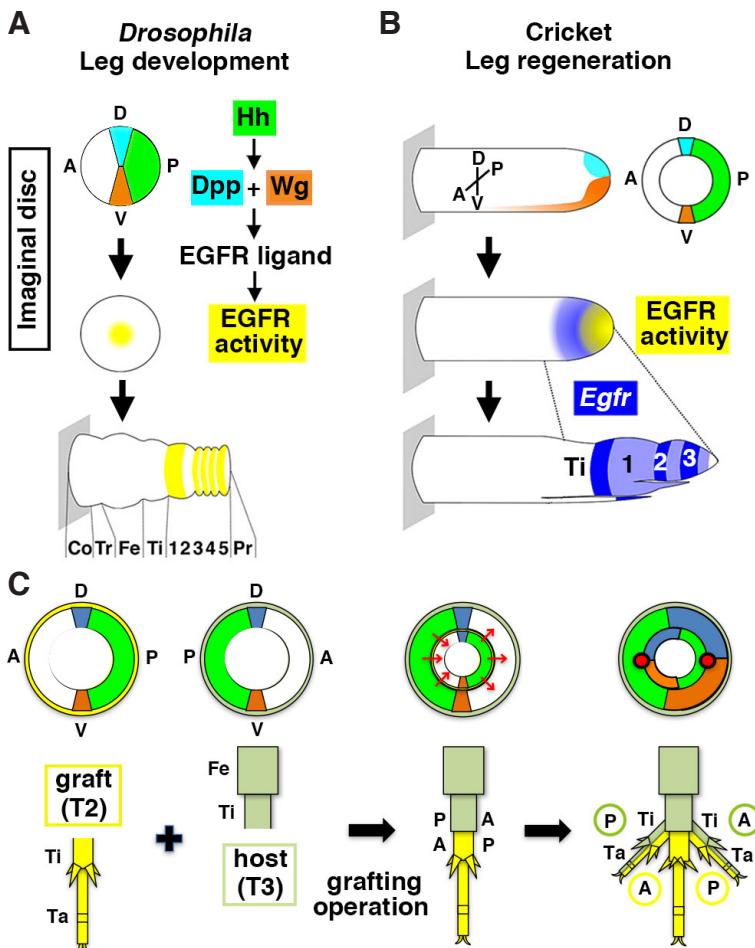 A
Drosophila
Leg development
D
A
P
V
Imaginal disc
Hh
Dpp + Wg
EGFR ligand
EGFR
activity
Co Tr Fe Ti 1 2 3 4 5 Pr
B
Cricket
Leg regeneration
D
P
A
V
D
A
P
V
EGFR
activity
Egfr
Ti
1
2
3
C
D
A
P
V
D
P
A
V
graft
(T2)
Ti
Ta
+
Fe
Ti
host
(T3)
P A
A P
grafting
operation
P Ti Ti A
Ta Ta
A P